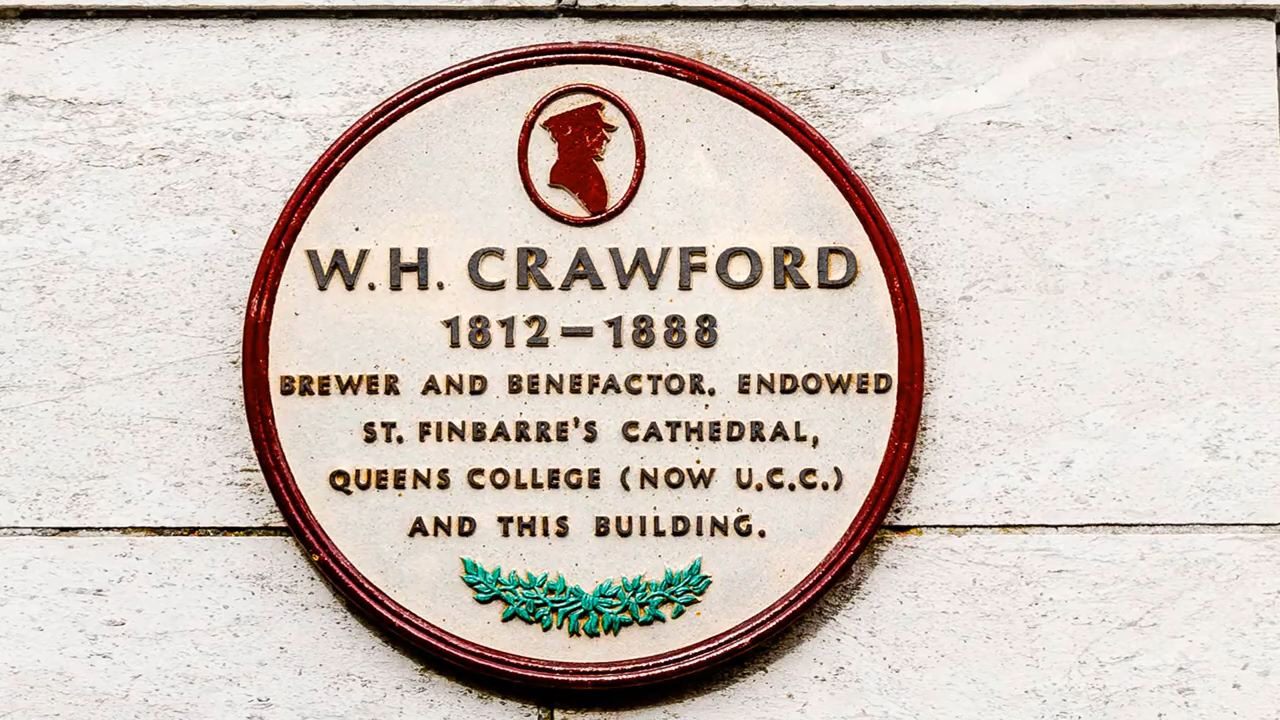 W.H. CRAWFORD
1812 – 1888
BREWER AND BENEFACTOR. ENDOWED
ST. FINBARRE'S CATHEDRAL,
QUEENS COLLEGE (NOW U.C.C.)
AND THIS BUILDING.